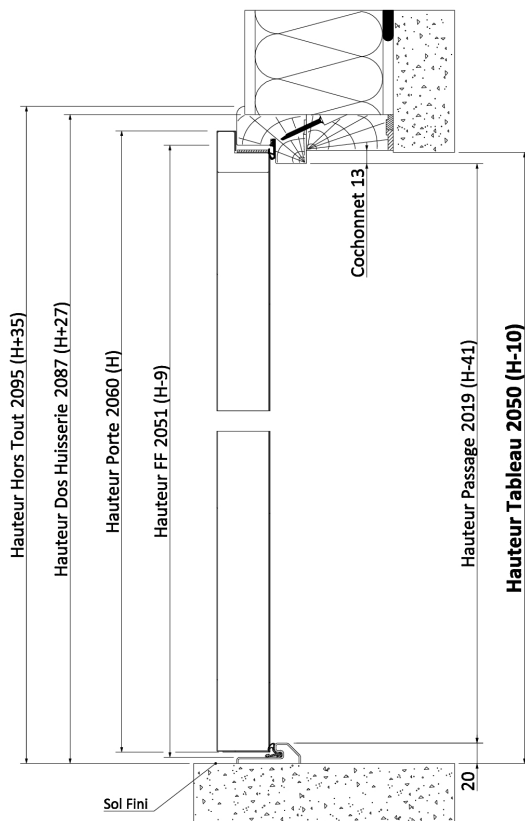 Hauteur Hors Tout 2095 (H+35)
Hauteur Dos Huisserie 2087 (H+27)
Hauteur Porte 2060 (H)
Hauteur FF 2051 (H-9)
Cochonnet 13
Hauteur Passage 2019 (H-41)
Hauteur Tableau 2050 (H-10)
20
Sol Fini